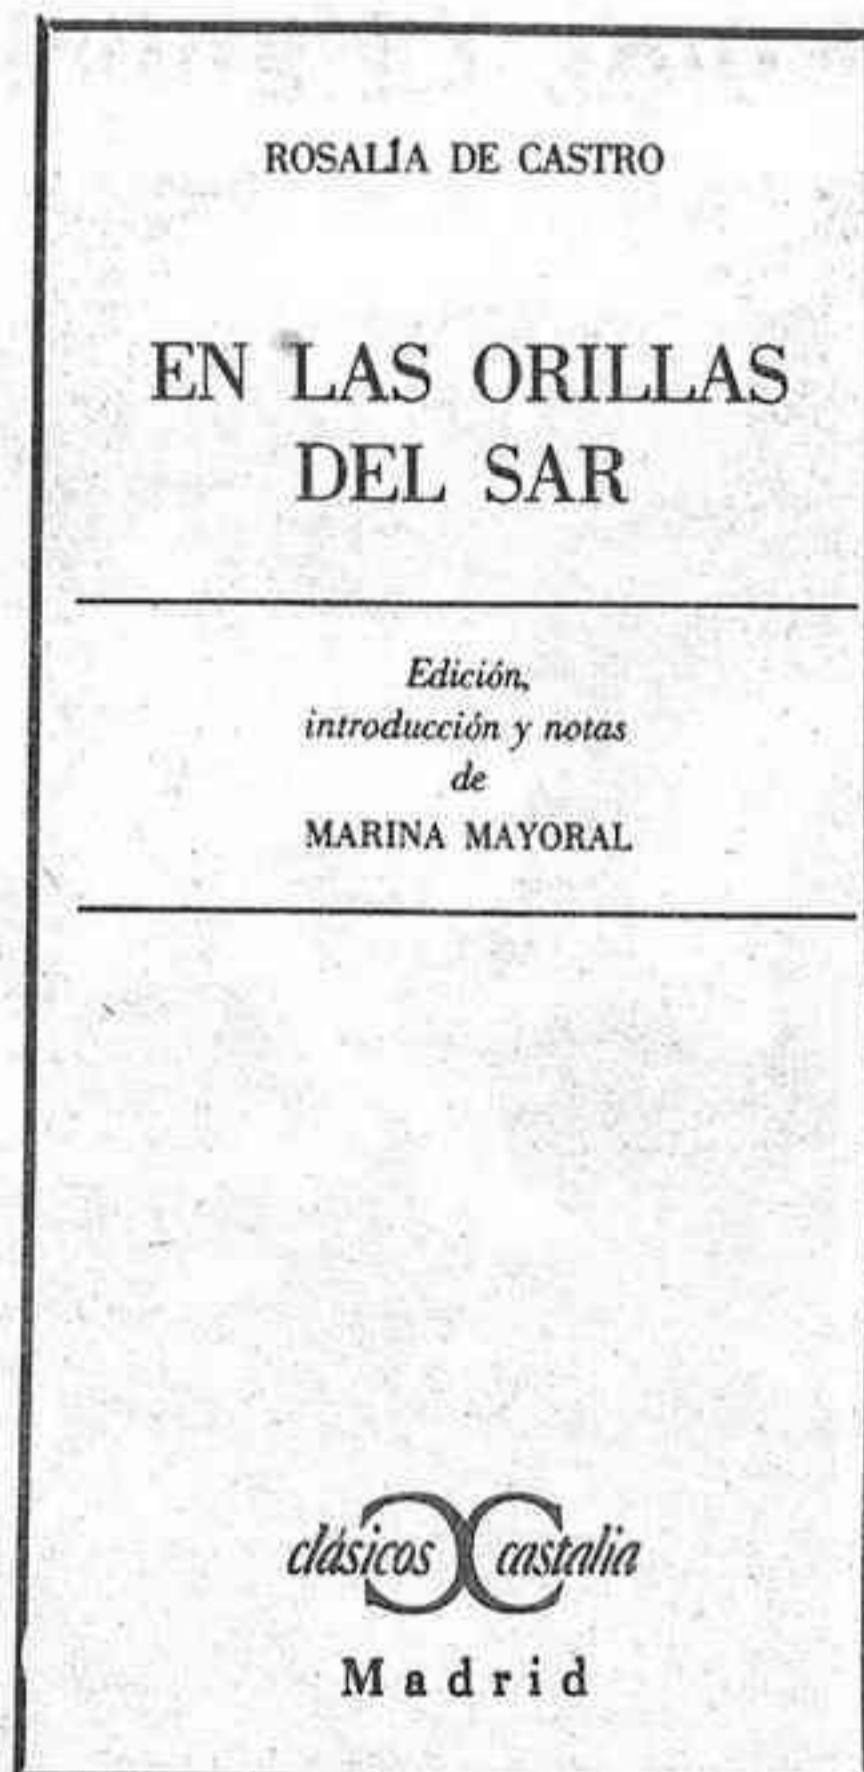 ROSALÍA DE CASTRO
EN LAS ORILLAS
DEL SAR
Edición,
introducción y notas
de
MARINA MAYORAL
clásicos castalia
Madrid